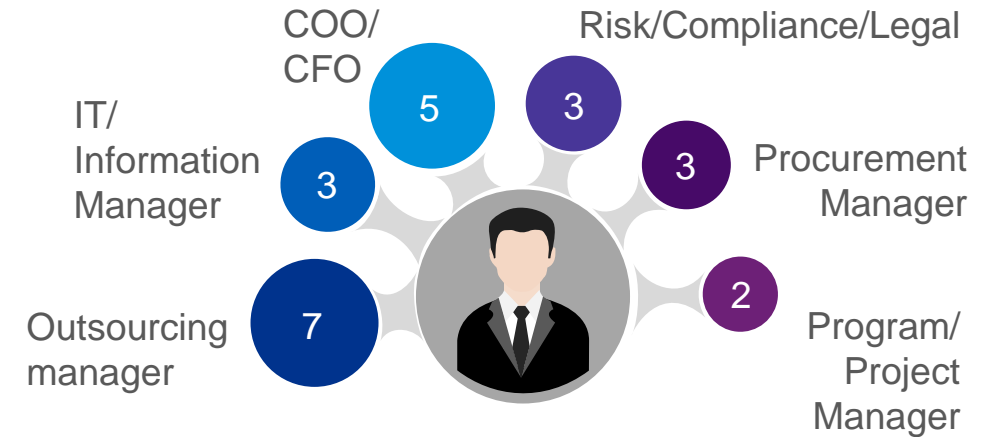 COO/
CFO
5
Risk/Compliance/Legal
3
IT/
Information
Manager
3
Procurement
Manager
3
Outsourcing
manager
7
Program/
Project
Manager
2